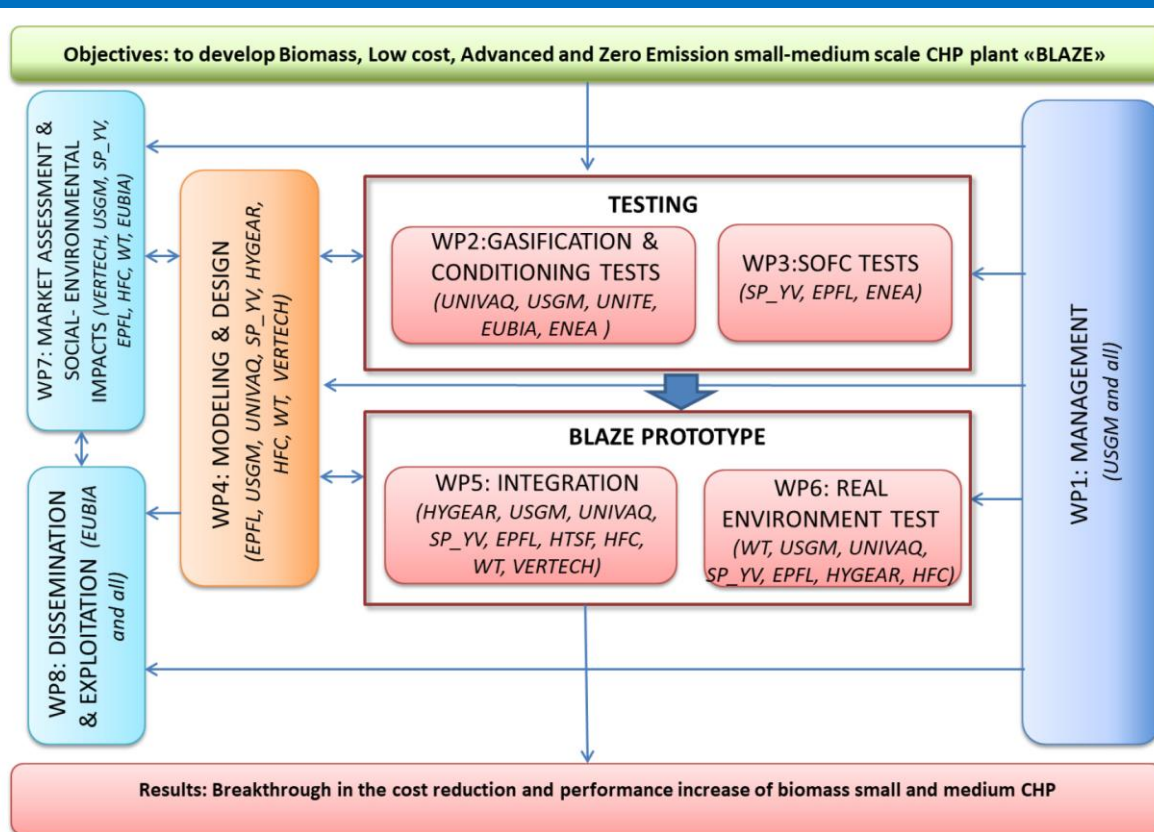 Objectives: to develop Biomass, Low cost, Advanced and Zero Emission small-medium scale CHP plant «BLAZE»
WP7: MARKET ASSESSMENT &
SOCIAL- ENVIRONMENTAL
IMPACTS (VERTECH, USGM, SP_YV,
EPFL, HFC, WT, EUBIA)
WP8: DISSEMINATION
& EXPLOITATION (EUBIA
and all)
WP4: MODELING & DESIGN
(EPFL, USGM, UNIVAQ, SP_YV, HYGEAR,
HFC, WT, VERTECH)
TESTING
WP2:GASIFICATION &
CONDITIONING TESTS
(UNIVAQ, USGM, UNITE,
EUBIA, ENEA )
WP3:SOFC TESTS
(SP_YV, EPFL, ENEA)
BLAZE PROTOTYPE
WP5: INTEGRATION
(HYGEAR, USGM, UNIVAQ,
SP_YV, EPFL, HTSF, HFC,
WT, VERTECH)
WP6: REAL
ENVIRONMENT TEST
(WT, USGM, UNIVAQ,
SP_YV, EPFL, HYGEAR, HFC)
WP1: MANAGEMENT
(USGM and all)
Results: Breakthrough in the cost reduction and performance increase of biomass small and medium CHP